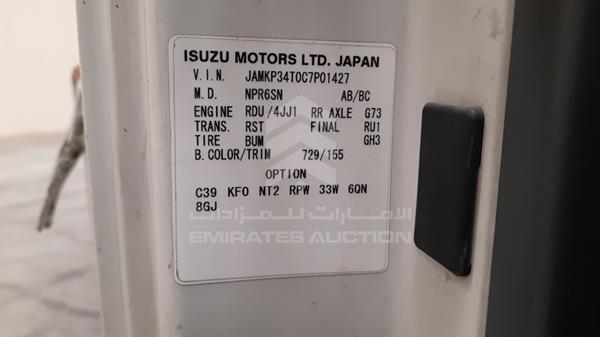 ISUZU MOTORS LTD. JAPAN
V.I.N. JAMKP34T0C7P01427
M.D. NPR6SN AB/BC
ENGINE RDU/4JJ1 RR AXLE G73
TRANS. RST FINAL RU1
TIRE BUM GH3
B.COLOR/TRIM 729/155
OPTION
C39 KFO NT2 RPW 33W 6QN
8GJ
الإمارات للمزادات
EMIRATES AUCTION